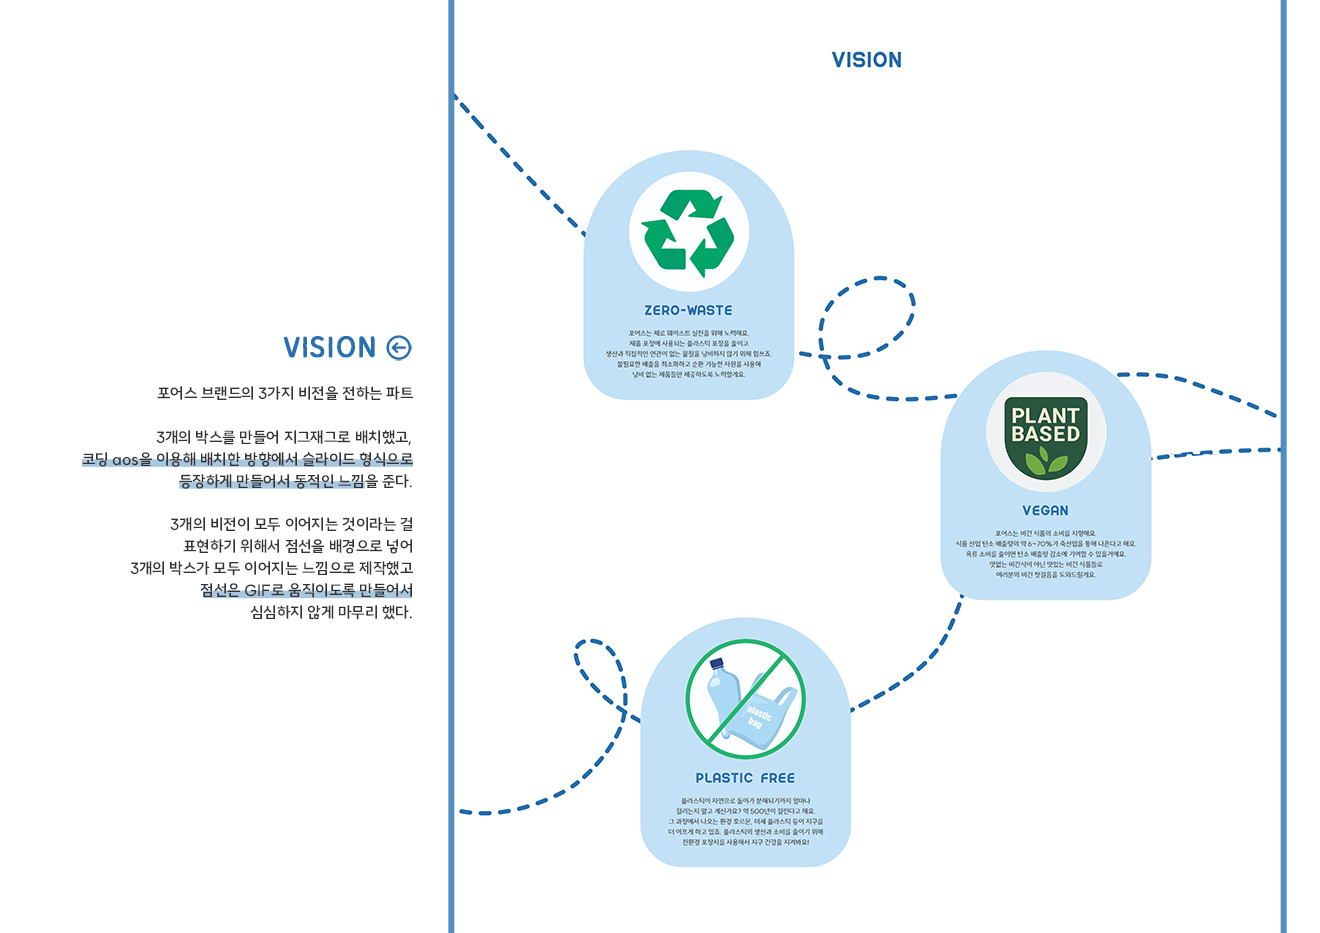 VISION
포어스 브랜드의 3가지 비전을 전하는 파트
3개의 박스를 만들어 지그재그로 배치했고,
코딩 aos을 이용해 배치한 방향에서 슬라이드 형식으로
등장하게 만들어서 동적인 느낌을 준다.
3개의 비전이 모두 이어지는 것이라는 걸
표현하기 위해서 점선을 배경으로 넣어
3개의 박스가 모두 이어지는 느낌으로 제작했고
점선은 GIF로 움직이도록 만들어서
심심하지 않게 마무리 했다.
VISION
ZERO-WASTE
포어스는 제로 웨이스트 실천을 위해 노력해요.
제품 포장에 사용되는 플라스틱 포장을 줄이고
생산과 직접적인 연관이 없는 물질을 낭비하지 않기 위해 힘쓰죠.
불필요한 배출을 최소화하고 순환 가능한 자원을 사용해
낭비 없는 제품들만 제공하도록 노력할게요.
PLANT
BASED
VEGAN
포어스는 비건 식품의 소비를 지향해요.
식품 산업 탄소 배출량의 약 6~70%가 축산업을 통해 나온다고 해요.
육류 소비를 줄이면 탄소 배출량 감소에 기여할 수 있을거예요.
맛없는 비건식이 아닌 맛있는 비건 식품들로
여러분의 비건 첫걸음을 도와드릴게요.
plastic
bag
PLASTIC FREE
플라스틱이 자연으로 돌아가 분해되기까지 얼마나
걸리는지 알고 계신가요? 약 500년이 걸린다고 해요.
그 과정에서 나오는 환경 호르몬, 미세 플라스틱 등이 지구를
더 아프게 하고 있죠. 플라스틱의 생산과 소비를 줄이기 위해
친환경 포장지를 사용해서 지구 건강을 지켜봐요!